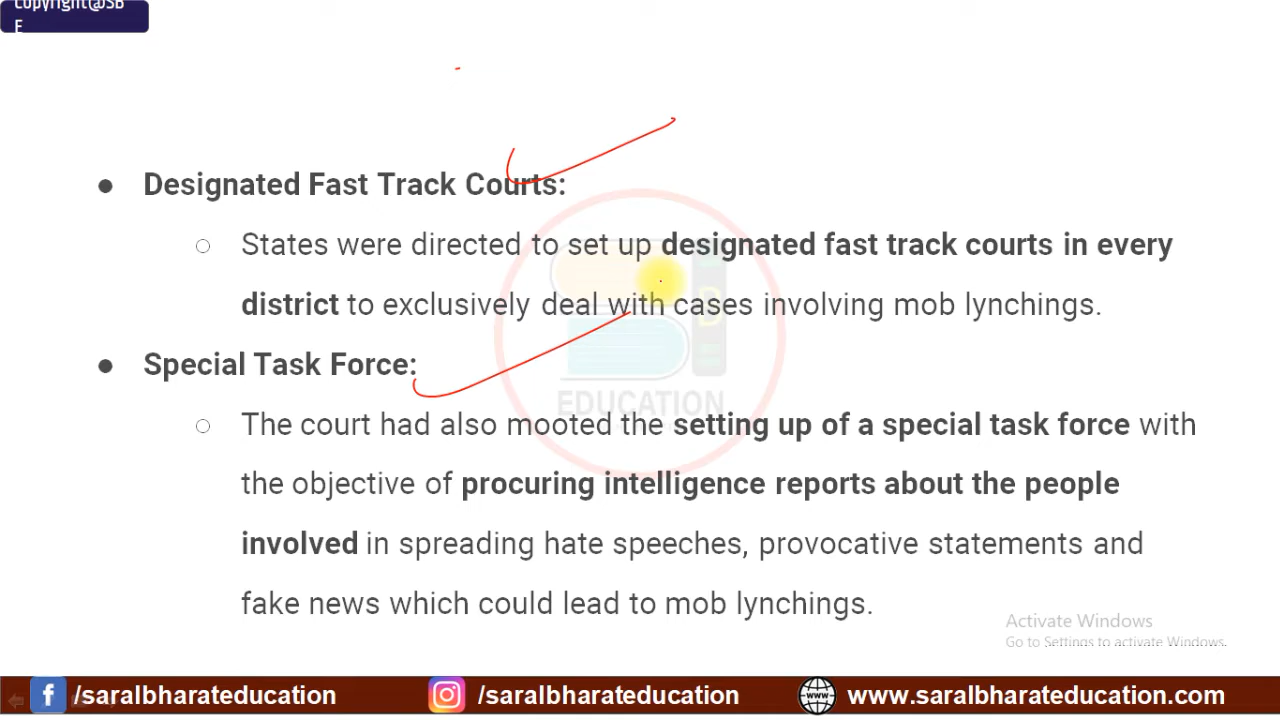 Copyright@SB
E
● Designated Fast Track Courts:
○ States were directed to set up designated fast track courts in every
district to exclusively deal with cases involving mob lynchings.
● Special Task Force:
EDUCATION
○ The court had also mooted the setting up of a special task force with
the objective of procuring intelligence reports about the people
involved in spreading hate speeches, provocative statements and
fake news which could lead to mob lynchings.
Activate Windows
Go to Settings to activate Windows.
/saralbharateducation /saralbharateducation www.saralbharateducation.com